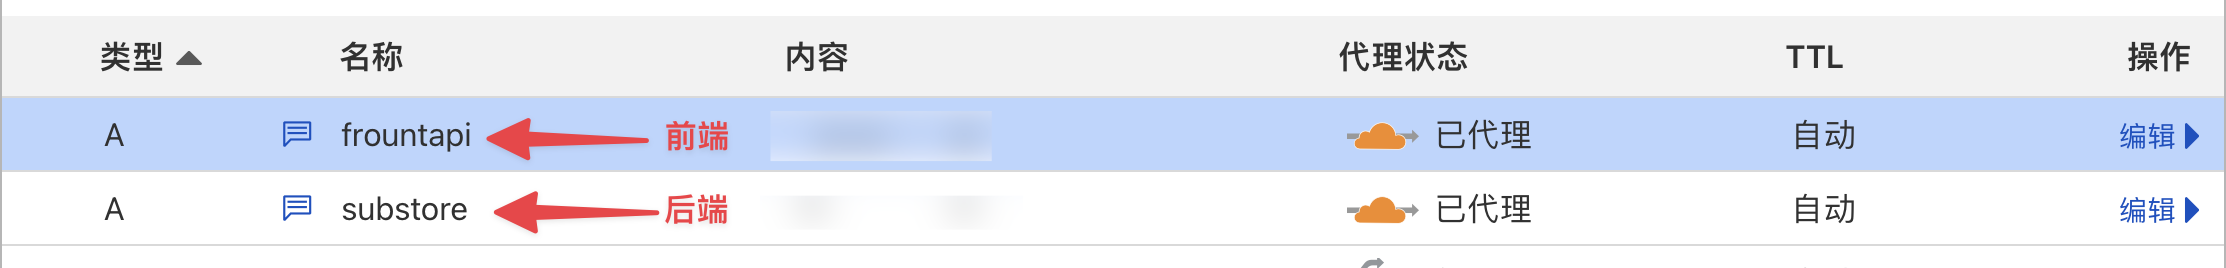 类型 名称 内容 代理状态 TTL 操作
A frountapi 前端 已代理 自动 编辑
A substore 后端 已代理 自动 编辑